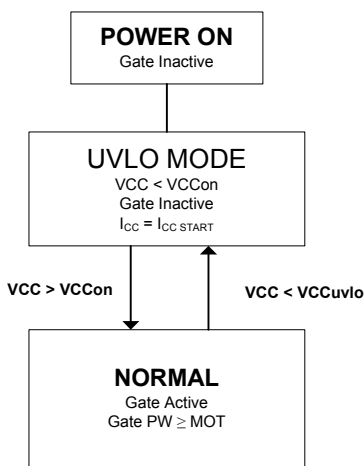 POWER ON
Gate Inactive
UVLO MODE
VCC < VCCon
Gate Inactive
ICC = ICC START
VCC > VCCon
VCC < VCCuvlo
NORMAL
Gate Active
Gate PW ≥ MOT